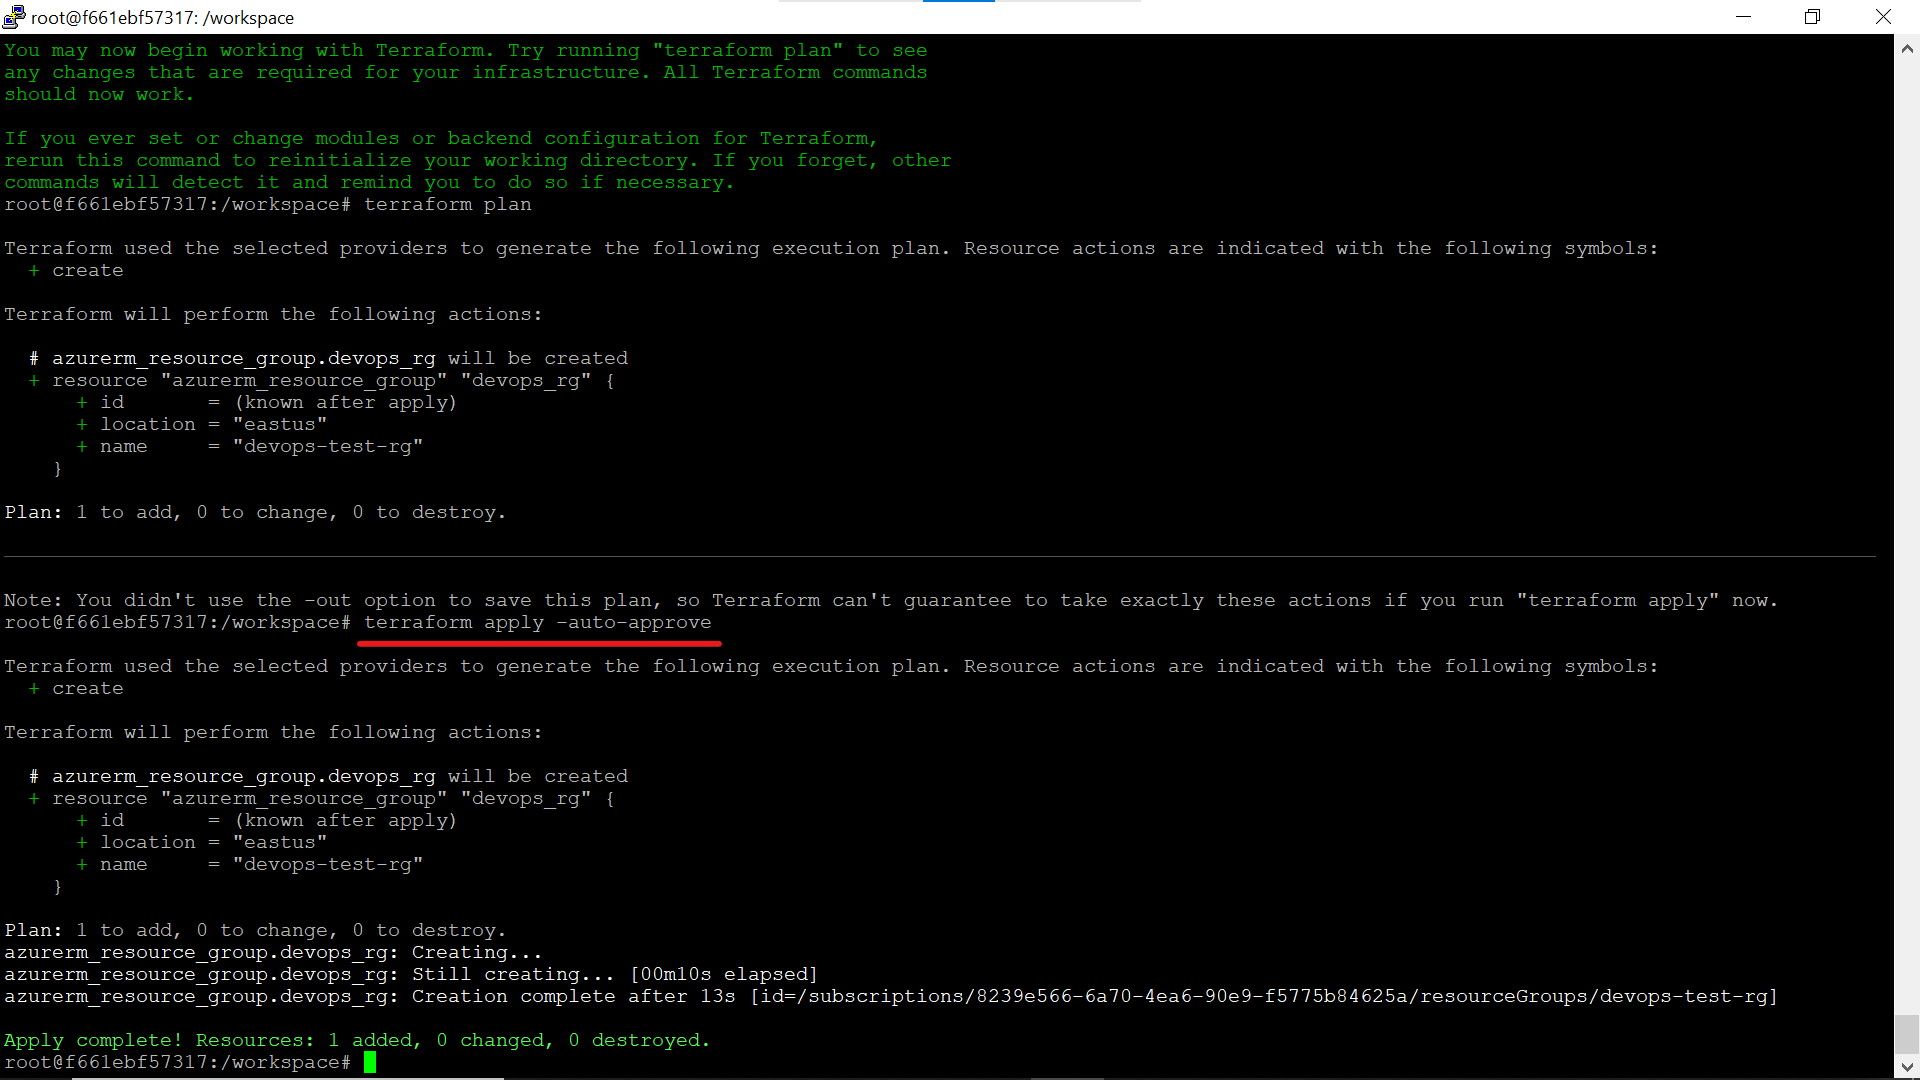 root@f661ebf57317: /workspace
You may now begin working with Terraform. Try running "terraform plan" to see
any changes that are required for your infrastructure. All Terraform commands
should now work.
If you ever set or change modules or backend configuration for Terraform,
rerun this command to reinitialize your working directory. If you forget, other
commands will detect it and remind you to do so if necessary.
root@f661ebf57317:/workspace# terraform plan
Terraform used the selected providers to generate the following execution plan. Resource actions are indicated with the following symbols:
  + create
Terraform will perform the following actions:
  # azurerm_resource_group.devops_rg will be created
  + resource "azurerm_resource_group" "devops_rg" {
      + id       = (known after apply)
      + location = "eastus"
      + name     = "devops-test-rg"
    }
Plan: 1 to add, 0 to change, 0 to destroy.
Note: You didn't use the -out option to save this plan, so Terraform can't guarantee to take exactly these actions if you run "terraform apply" now.
root@f661ebf57317:/workspace# terraform apply -auto-approve
Terraform used the selected providers to generate the following execution plan. Resource actions are indicated with the following symbols:
  + create
Terraform will perform the following actions:
  # azurerm_resource_group.devops_rg will be created
  + resource "azurerm_resource_group" "devops_rg" {
      + id       = (known after apply)
      + location = "eastus"
      + name     = "devops-test-rg"
    }
Plan: 1 to add, 0 to change, 0 to destroy.
azurerm_resource_group.devops_rg: Creating...
azurerm_resource_group.devops_rg: Still creating... [00m10s elapsed]
azurerm_resource_group.devops_rg: Creation complete after 13s [id=/subscriptions/8239e566-6a70-4ea6-90e9-f5775b84625a/resourceGroups/devops-test-rg]
Apply complete! Resources: 1 added, 0 changed, 0 destroyed.
root@f661ebf57317:/workspace#